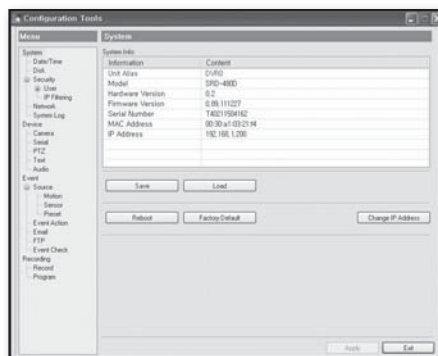 Configuration Tools
Menu
System
System
Date/Time
Disk
Security
User
IP Filtering
Network
System Log
Device
Camera
Serial
PTZ
Text
Audio
Event
Source
Motion
Sensor
Preset
Event Action
Email
FTP
Event Check
Recording
Record
Program
System Info
Information Content
Unit Alias DVR0
Model SRD-480D
Hardware Version 0.2
Firmware Version 0.89.111227
Serial Number T40211504162
MAC Address 00:30:a1:03:21:f4
IP Address 192.168.1.200
Save Load
Reboot Factory Default Change IP Address
Apply Exit